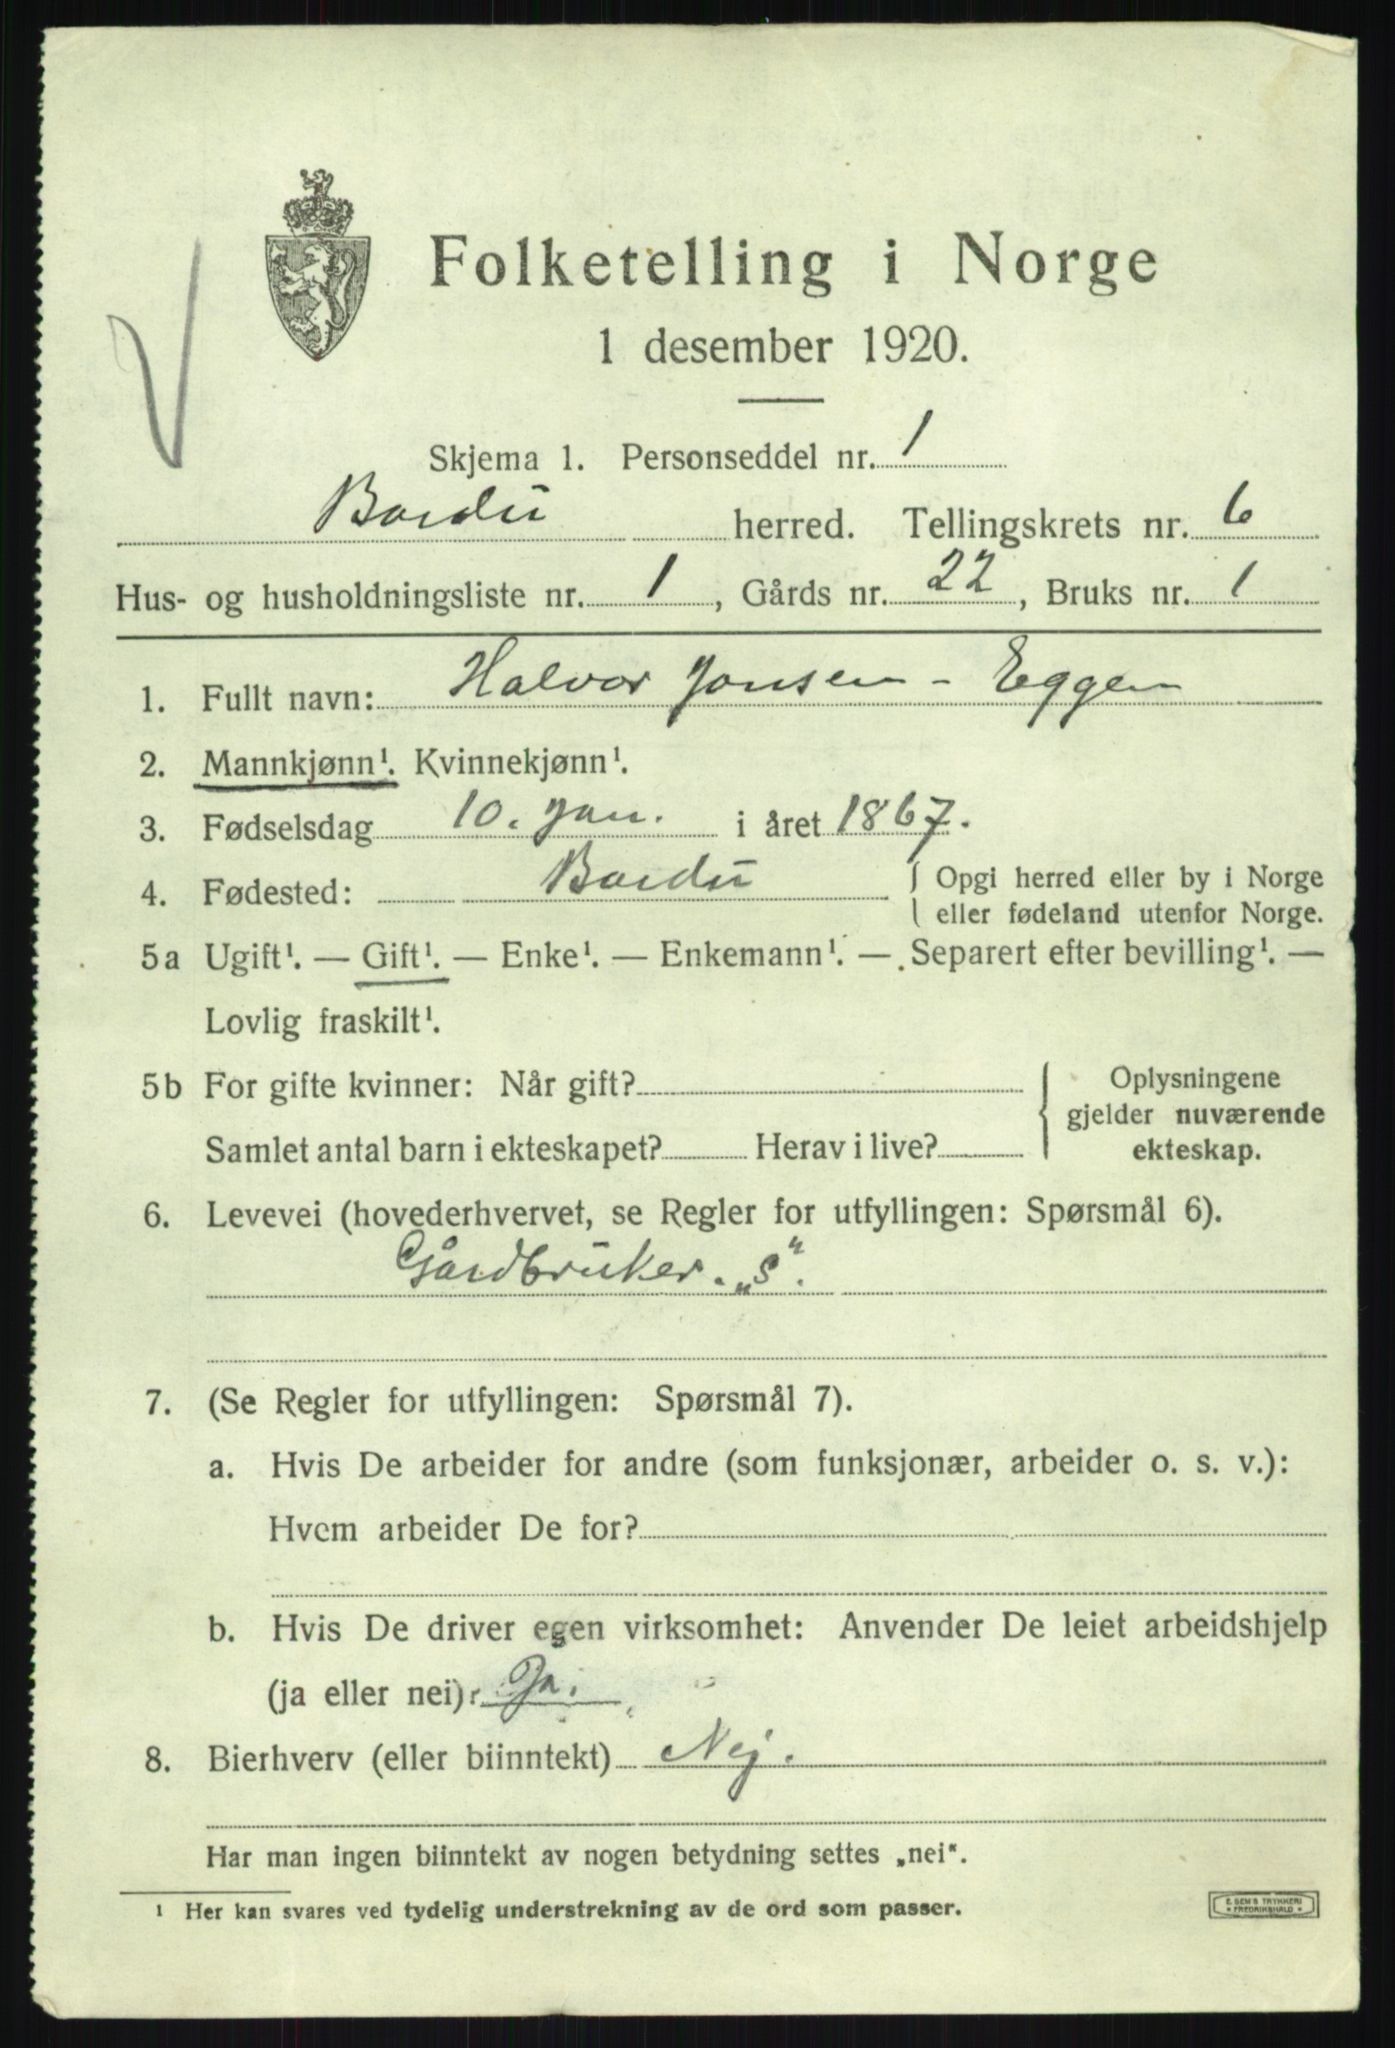 Folketelling i Norge
1 desember 1920.
Skjema 1. Personseddel nr. 1
Bardu herred. Tellingskrets nr. 6
Hus- og husholdningsliste nr. 1, Gårds nr. 22, Bruks nr. 1
1. Fullt navn: Halvor Jonsen - Eggen
2. Mannkjønn¹. Kvinnekjønn¹.
3. Fødselsdag 10. Jan. i året 1867.
4. Fødested: Bardu { Opgi herred eller by i Norge
eller fødeland utenfor Norge.
5a Ugift¹. — Gift¹. — Enke¹. — Enkemann¹. — Separert efter bevilling¹. —
Lovlig fraskilt¹.
5b For gifte kvinner: Når gift? { Oplysningene
gjelder nuværende
Samlet antal barn i ekteskapet? Herav i live? ekteskap.
6. Levevei (hovederhvervet, se Regler for utfyllingen: Spørsmål 6).
Gårdbruker. „S".
7. (Se Regler for utfyllingen: Spørsmål 7).
a. Hvis De arbeider for andre (som funksjonær, arbeider o. s. v.):
Hvem arbeider De for?
b. Hvis De driver egen virksomhet: Anvender De leiet arbeidshjelp
(ja eller nei) Ja.
8. Bierhverv (eller biinntekt) Nej.
Har man ingen biinntekt av nogen betydning settes „nei".
¹ Her kan svares ved tydelig understrekning av de ord som passer.
E. SEM'S TRYKKERI
FREDRIKSHALD